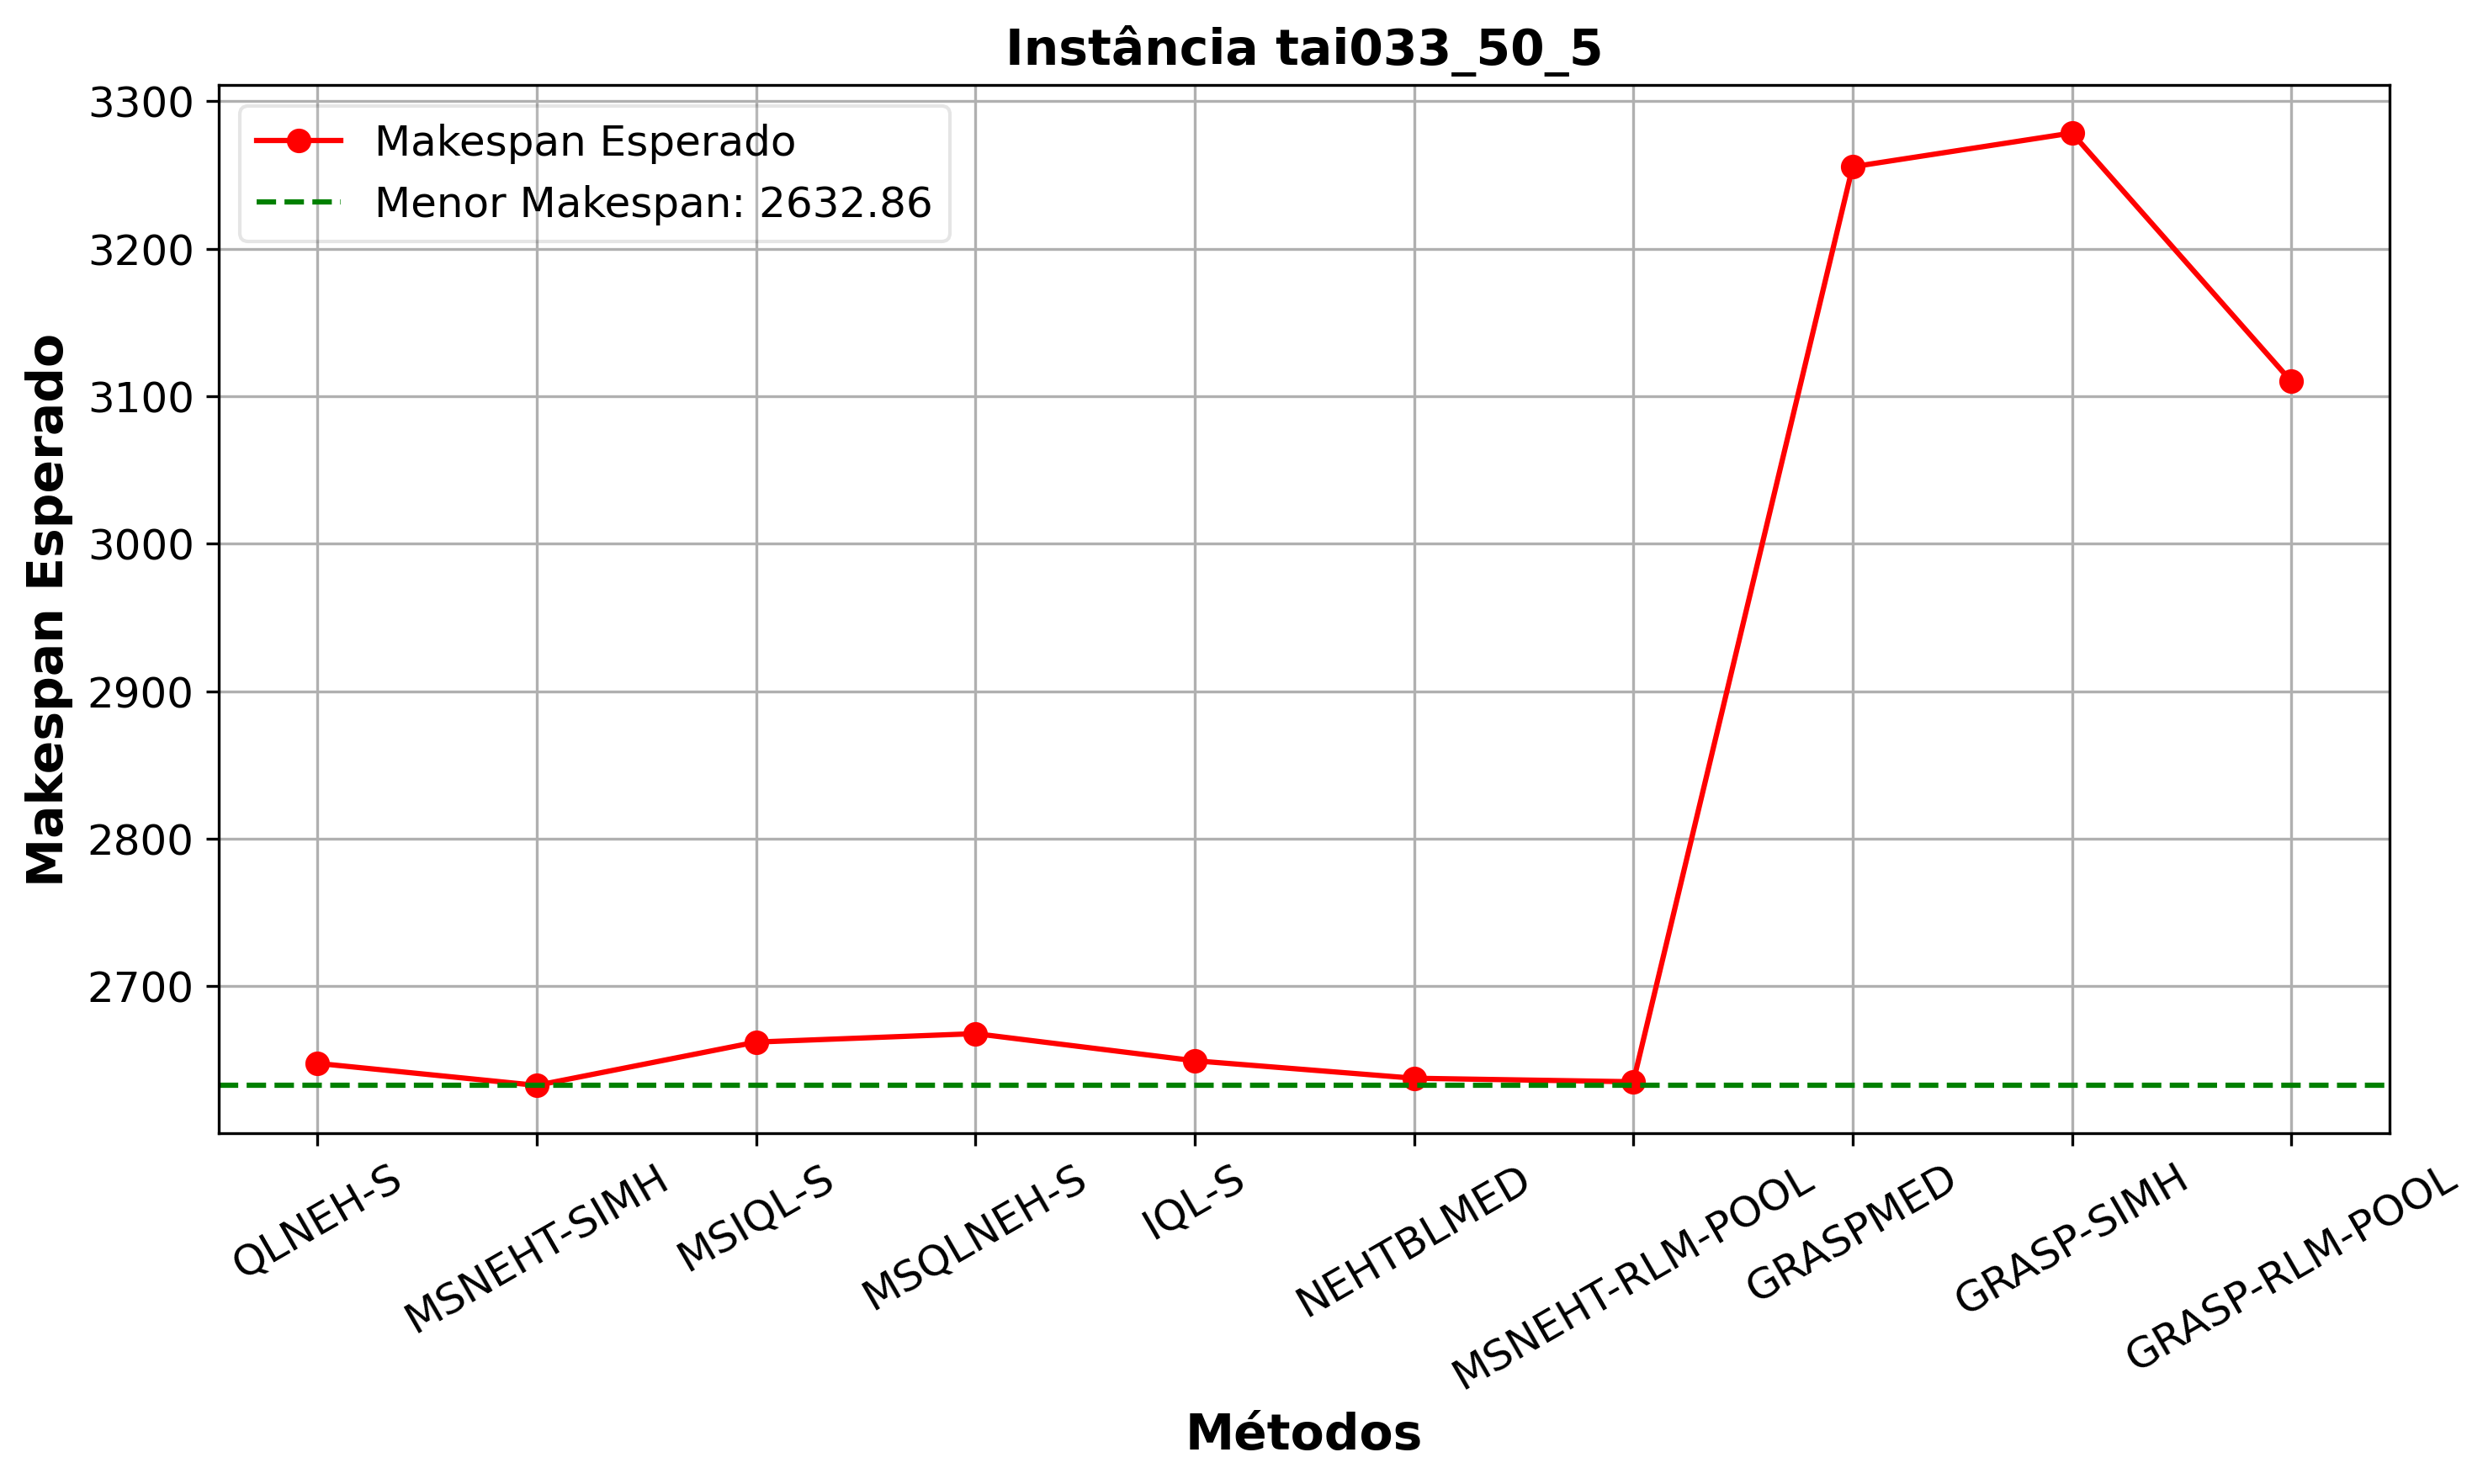 Instância tai033_50_5
Makespan Esperado
Menor Makespan: 2632.86
Makespan Esperado
3300
3200
3100
3000
2900
2800
2700
QLNEH-S
MSNEHT-SIMH
MSIQL-S
MSQLNEH-S
IQL-S
NEHTBLMED
MSNEHT-RLM-POOL
GRASPMED
GRASP-SIMH
GRASP-RLM-POOL
Métodos